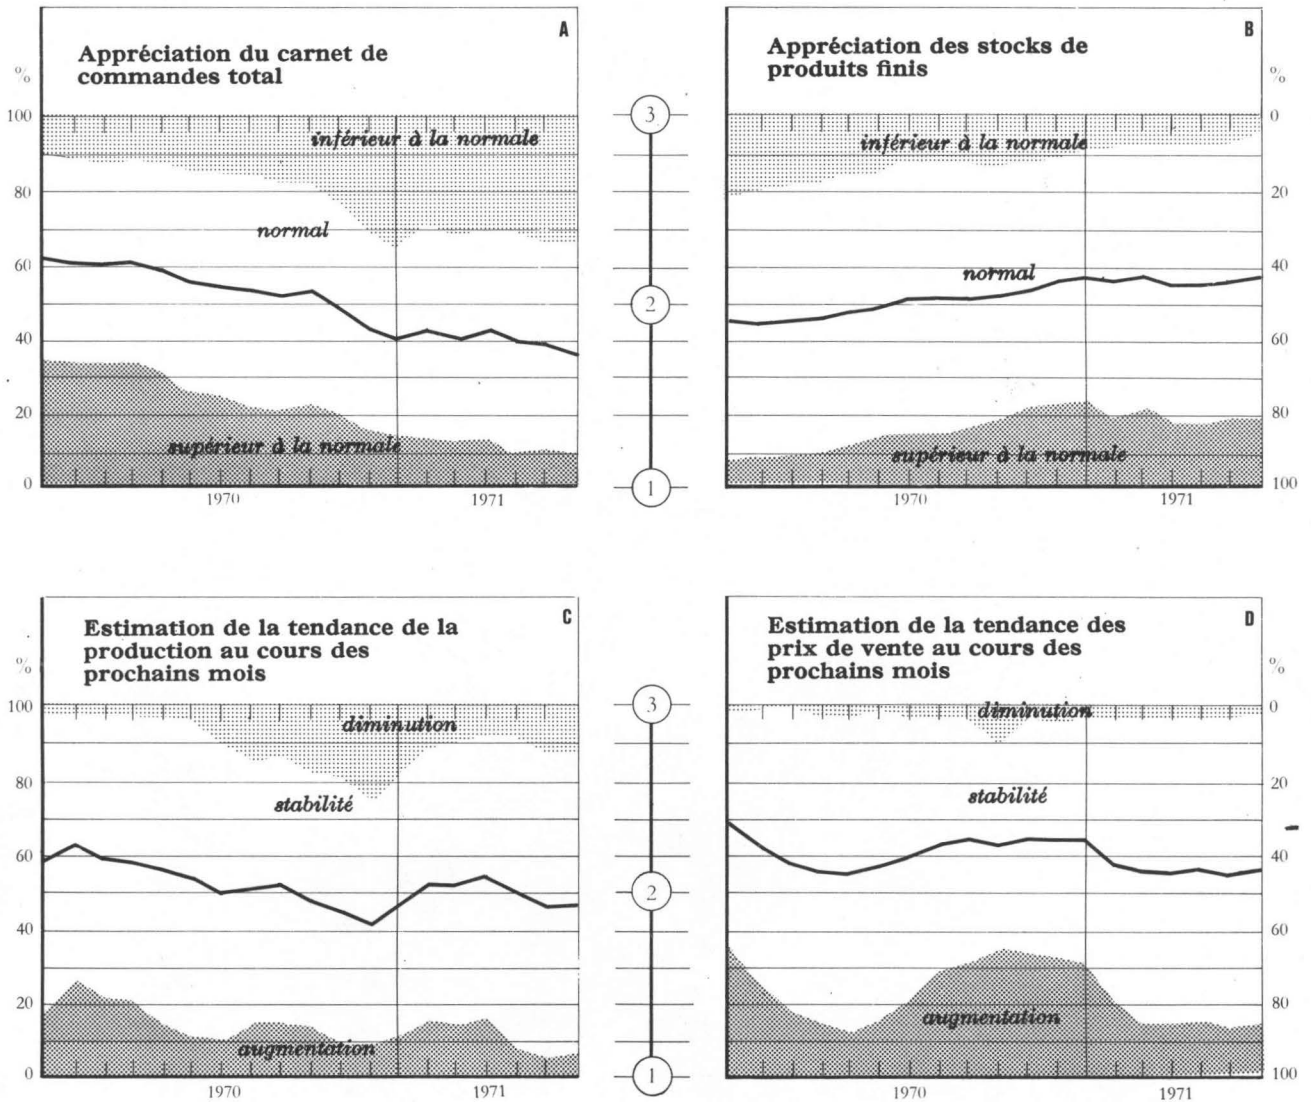 A
Appréciation du carnet de
commandes total
%
100
80
60
40
20
0
inférieur à la normale
normal
supérieur à la normale
1970
1971
3
2
1
B
Appréciation des stocks de
produits finis
%
0
20
40
60
80
100
inférieur à la normale
normal
supérieur à la normale
1970
1971
C
Estimation de la tendance de la
production au cours des
prochains mois
%
100
80
60
40
20
0
diminution
stabilité
augmentation
1970
1971
3
2
1
D
Estimation de la tendance des
prix de vente au cours des
prochains mois
%
0
20
40
60
80
100
diminution
stabilité
augmentation
1970
1971